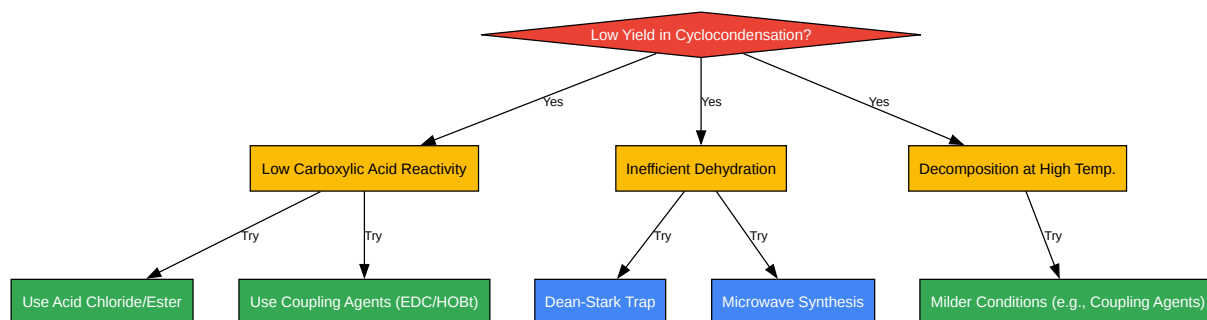 Low Yield in Cyclocondensation?
Yes
Yes
Yes
Low Carboxylic Acid Reactivity
Inefficient Dehydration
Decomposition at High Temp.
Try
Try
Try
Try
Try
Use Acid Chloride/Ester
Use Coupling Agents (EDC/HOBt)
Dean-Stark Trap
Microwave Synthesis
Milder Conditions (e.g., Coupling Agents)